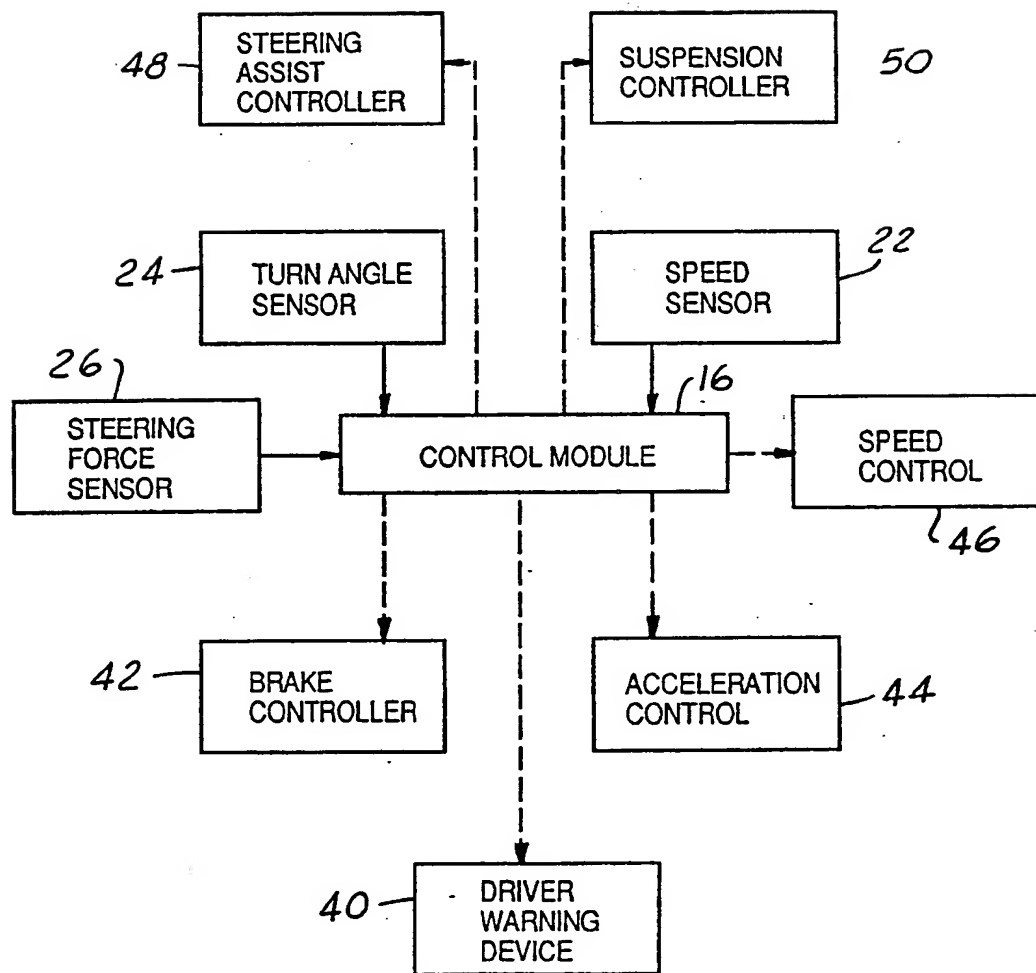 48
STEERING
ASSIST
CONTROLLER
SUSPENSION
CONTROLLER
50
24
TURN ANGLE
SENSOR
SPEED
SENSOR
22
26
STEERING
FORCE
SENSOR
16
CONTROL MODULE
SPEED
CONTROL
46
42
BRAKE
CONTROLLER
ACCELERATION
CONTROL
44
40
DRIVER
WARNING
DEVICE